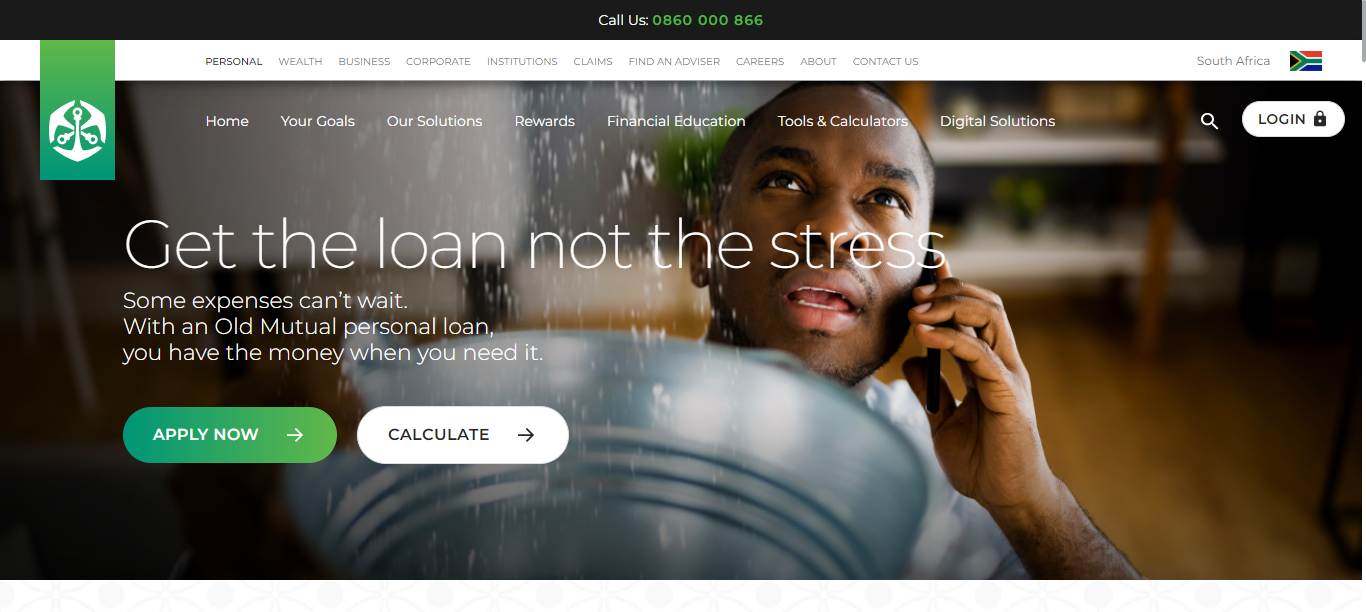 Call Us: 0860 000 866
PERSONAL WEALTH BUSINESS CORPORATE INSTITUTIONS CLAIMS FIND AN ADVISER CAREERS ABOUT CONTACT US South Africa
Home Your Goals Our Solutions Rewards Financial Education Tools & Calculators Digital Solutions LOGIN
Get the loan not the stress
Some expenses can’t wait.
With an Old Mutual personal loan,
you have the money when you need it.
APPLY NOW CALCULATE